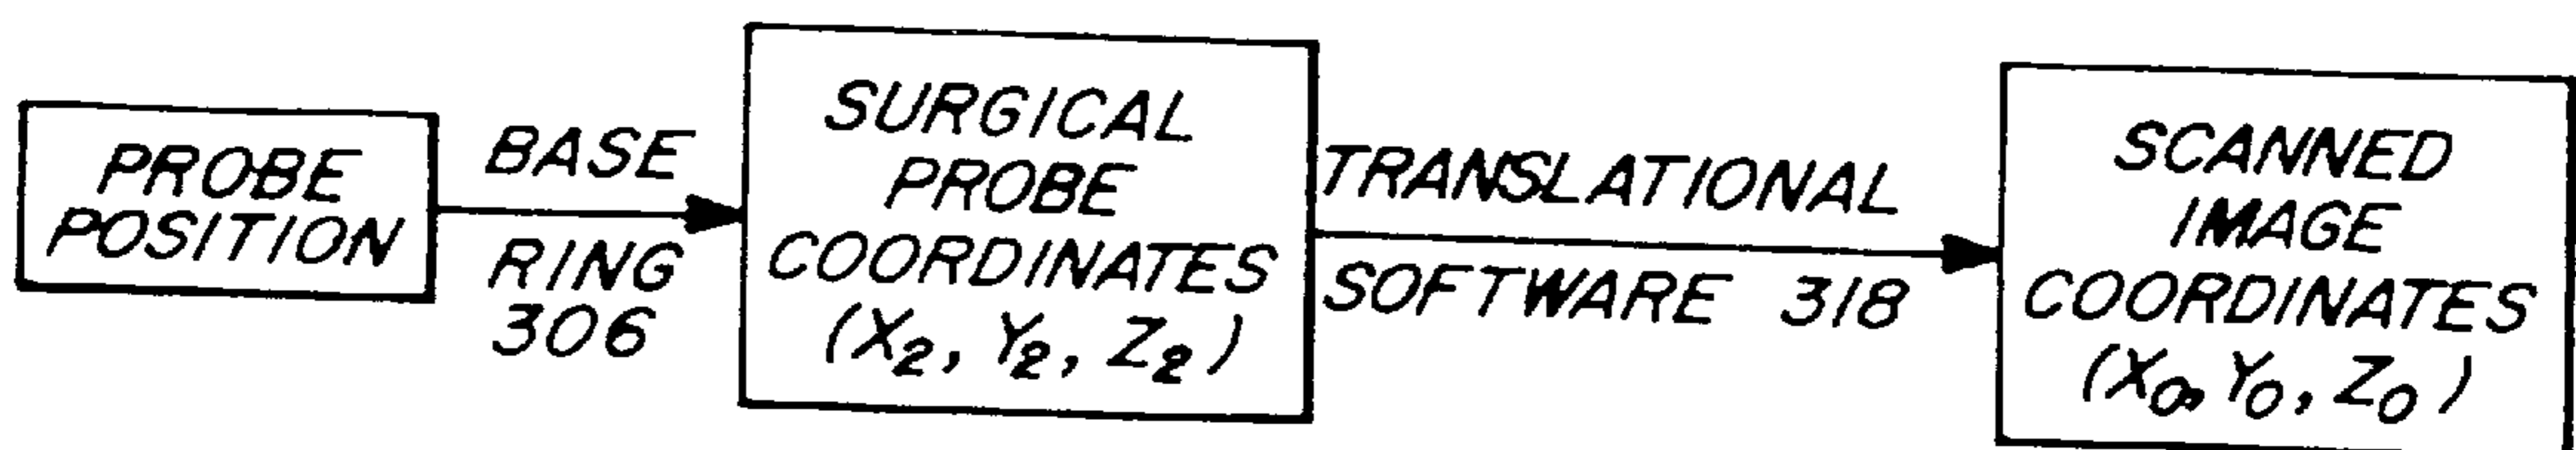 PROBE
POSITION
BASE
RING
306
SURGICAL
PROBE
COORDINATES
(X₂, Y₂, Z₂)
TRANSLATIONAL
SOFTWARE 318
SCANNED
IMAGE
COORDINATES
(X₀, Y₀, Z₀)